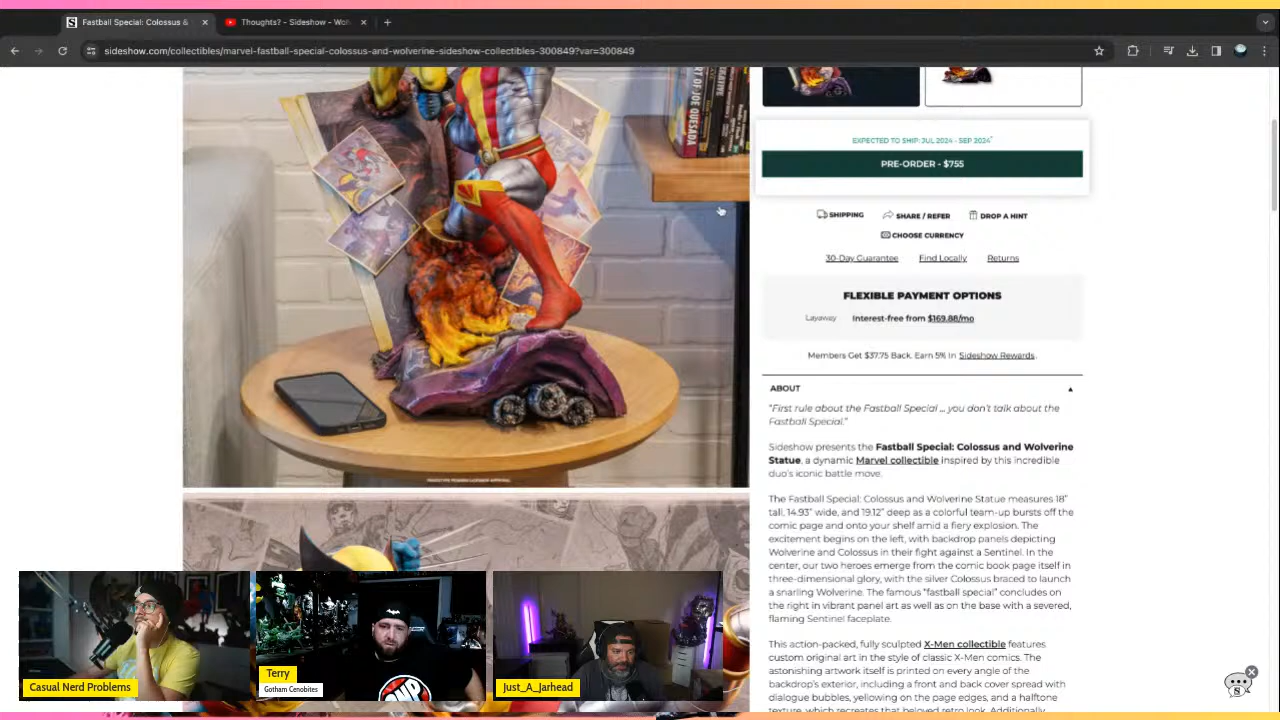 Fastball Special: Colossus &
Thoughts? - Sideshow - Wol
sideshow.com/collectibles/marvel-fastball-special-colossus-and-wolverine-sideshow-collectibles-300849?var=300849
RT OF JOE QUESADA
EXPECTED TO SHIP: JUL 2024 - SEP 2024*
PRE-ORDER - $755
SHIPPING
SHARE / REFER
DROP A HINT
CHOOSE CURRENCY
30-Day Guarantee
Find Locally
Returns
FLEXIBLE PAYMENT OPTIONS
Layaway
Interest-free from $169.88/mo
Members Get $37.75 Back. Earn 5% In Sideshow Rewards.
ABOUT
"First rule about the Fastball Special ... you don't talk about the
Fastball Special."
Sideshow presents the Fastball Special: Colossus and Wolverine
Statue, a dynamic Marvel collectible inspired by this incredible
duo's iconic battle move.
The Fastball Special: Colossus and Wolverine Statue measures 18"
tall, 14.93" wide, and 19.12" deep as a colorful team-up bursts off the
comic page and onto your shelf amid a fiery explosion. The
excitement begins on the left, with backdrop panels depicting
Wolverine and Colossus in their fight against a Sentinel. In the
center, our two heroes emerge from the comic book page itself in
three-dimensional glory, with the silver Colossus braced to launch
a snarling Wolverine. The famous "fastball special" concludes on
the right in vibrant panel art as well as on the base with a severed,
flaming Sentinel faceplate.
This action-packed, fully sculpted X-Men collectible features
custom original art in the style of classic X-Men comics. The
astonishing artwork itself is printed on every angle of the
backdrop's exterior, including a front and back cover spread with
dialogue bubbles, yellowing on the page edges, and a halftone
texture, which recreates that beloved retro look. Additionally,
Casual Nerd Problems
Terry
Gotham Cenobites
Just_A_Jarhead